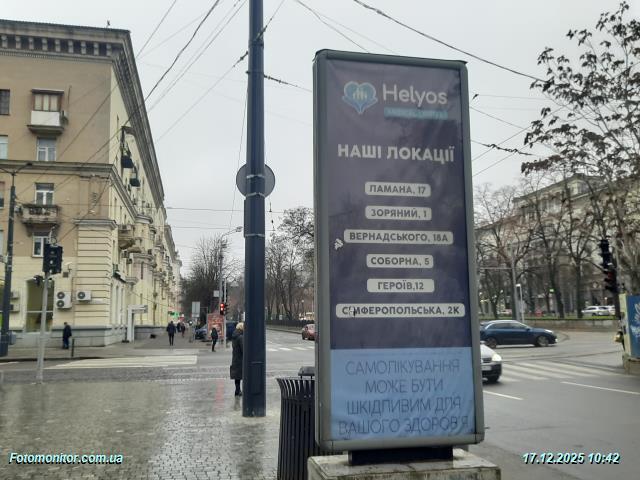 Helyos
НАШІ ЛОКАЦІЇ
ЛАМАНА, 17
ЗОРЯНИЙ, 1
ВЕРНАДСЬКОГО, 18А
СОБОРНА, 5
ГЕРОЇВ,12
СІМФЕРОПОЛЬСЬКА, 2К
САМОЛІКУВАННЯ
МОЖЕ БУТИ
ШКІДЛИВИМ ДЛЯ
ВАШОГО ЗДОРОВ'Я
Fotomonitor.com.ua
17.12.2025 10:42